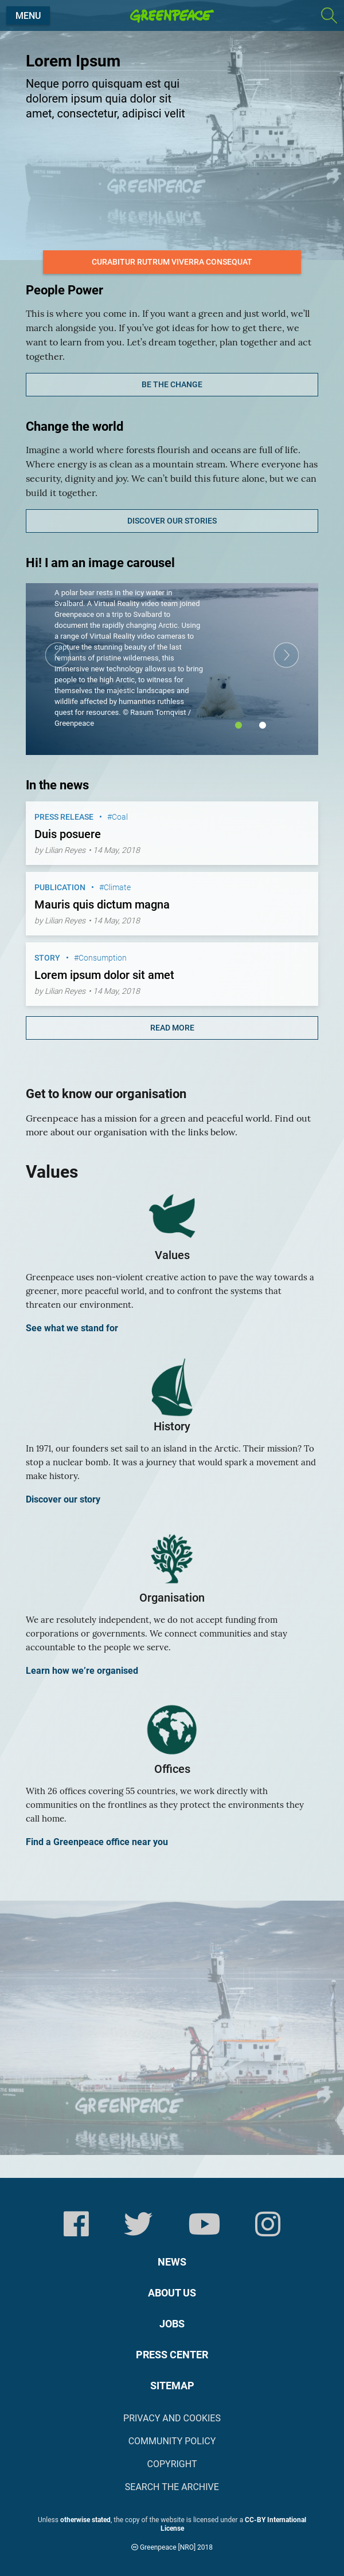 MENU
GREENPEACE
Lorem Ipsum
Neque porro quisquam est qui
dolorem ipsum quia dolor sit
amet, consectetur, adipisci velit
GREENPEACE
CURABITUR RUTRUM VIVERRA CONSEQUAT
People Power
This is where you come in. If you want a green and just world, we’ll
march alongside you. If you’ve got ideas for how to get there, we
want to learn from you. Let’s dream together, plan together and act
together.
BE THE CHANGE
Change the world
Imagine a world where forests flourish and oceans are full of life.
Where energy is as clean as a mountain stream. Where everyone has
security, dignity and joy. We can’t build this future alone, but we can
build it together.
DISCOVER OUR STORIES
Hi! I am an image carousel
A polar bear rests in the icy water in
Svalbard. A Virtual Reality video team joined
Greenpeace on a trip to Svalbard to
document the rapidly changing Arctic. Using
a range of Virtual Reality video cameras to
capture the stunning beauty of the last
remnants of pristine wilderness, this
immersive new technology allows us to bring
people to the high Arctic, to witness for
themselves the majestic landscapes and
wildlife affected by humanities ruthless
quest for resources. © Rasum Tornqvist /
Greenpeace
In the news
PRESS RELEASE • #Coal
Duis posuere
by Lilian Reyes • 14 May, 2018
PUBLICATION • #Climate
Mauris quis dictum magna
by Lilian Reyes • 14 May, 2018
STORY • #Consumption
Lorem ipsum dolor sit amet
by Lilian Reyes • 14 May, 2018
READ MORE
Get to know our organisation
Greenpeace has a mission for a green and peaceful world. Find out
more about our organisation with the links below.
Values
Values
Greenpeace uses non-violent creative action to pave the way towards a
greener, more peaceful world, and to confront the systems that
threaten our environment.
See what we stand for
History
In 1971, our founders set sail to an island in the Arctic. Their mission? To
stop a nuclear bomb. It was a journey that would spark a movement and
make history.
Discover our story
Organisation
We are resolutely independent, we do not accept funding from
corporations or governments. We connect communities and stay
accountable to the people we serve.
Learn how we’re organised
Offices
With 26 offices covering 55 countries, we work directly with
communities on the frontlines as they protect the environments they
call home.
Find a Greenpeace office near you
GREENPEACE
NEWS
ABOUT US
JOBS
PRESS CENTER
SITEMAP
PRIVACY AND COOKIES
COMMUNITY POLICY
COPYRIGHT
SEARCH THE ARCHIVE
Unless otherwise stated, the copy of the website is licensed under a CC-BY International
License
Greenpeace [NRO] 2018